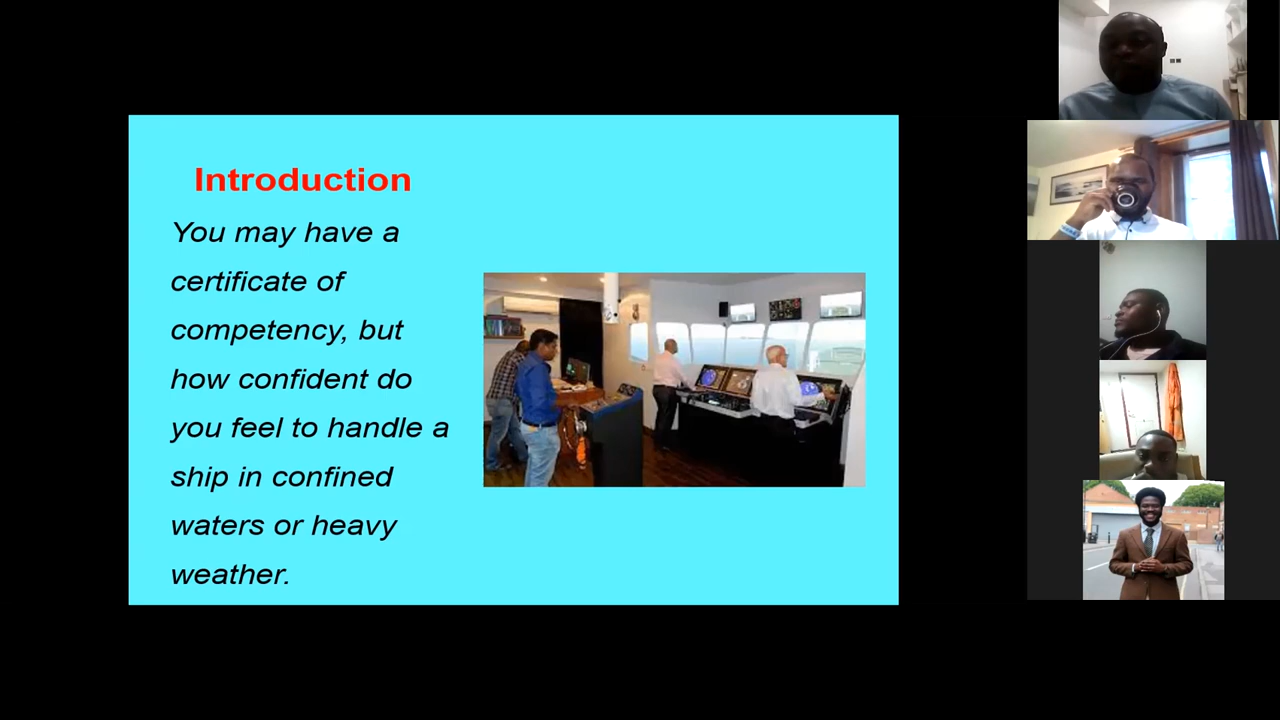 Introduction
You may have a
certificate of
competency, but
how confident do
you feel to handle a
ship in confined
waters or heavy
weather.